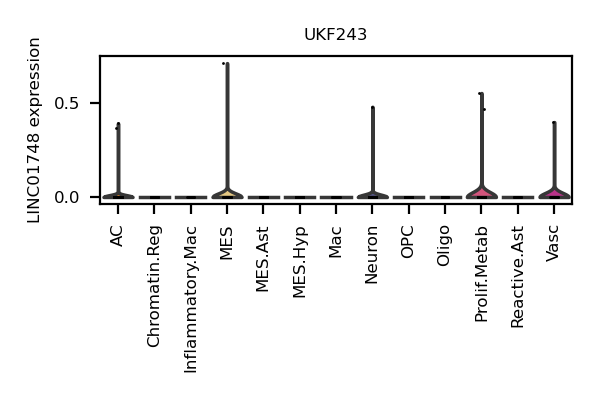 UKF243
LINC01748 expression
0.5
0.0
AC
Chromatin.Reg
Inflammatory.Mac
MES
MES.Ast
MES.Hyp
Mac
Neuron
OPC
Oligo
Prolif.Metab
Reactive.Ast
Vasc